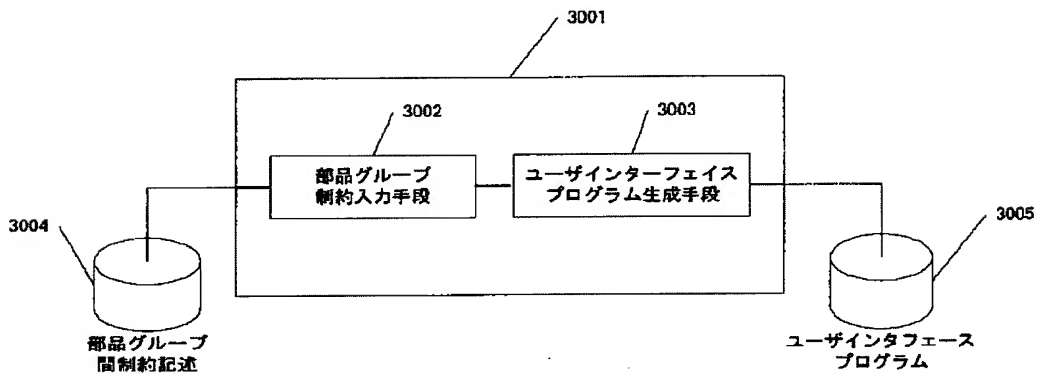 3001
3002
3003
部品グループ
制約入力手段
ユーザインターフェイス
プログラム生成手段
3004
3005
部品グループ
間制約記述
ユーザインタフェース
プログラム